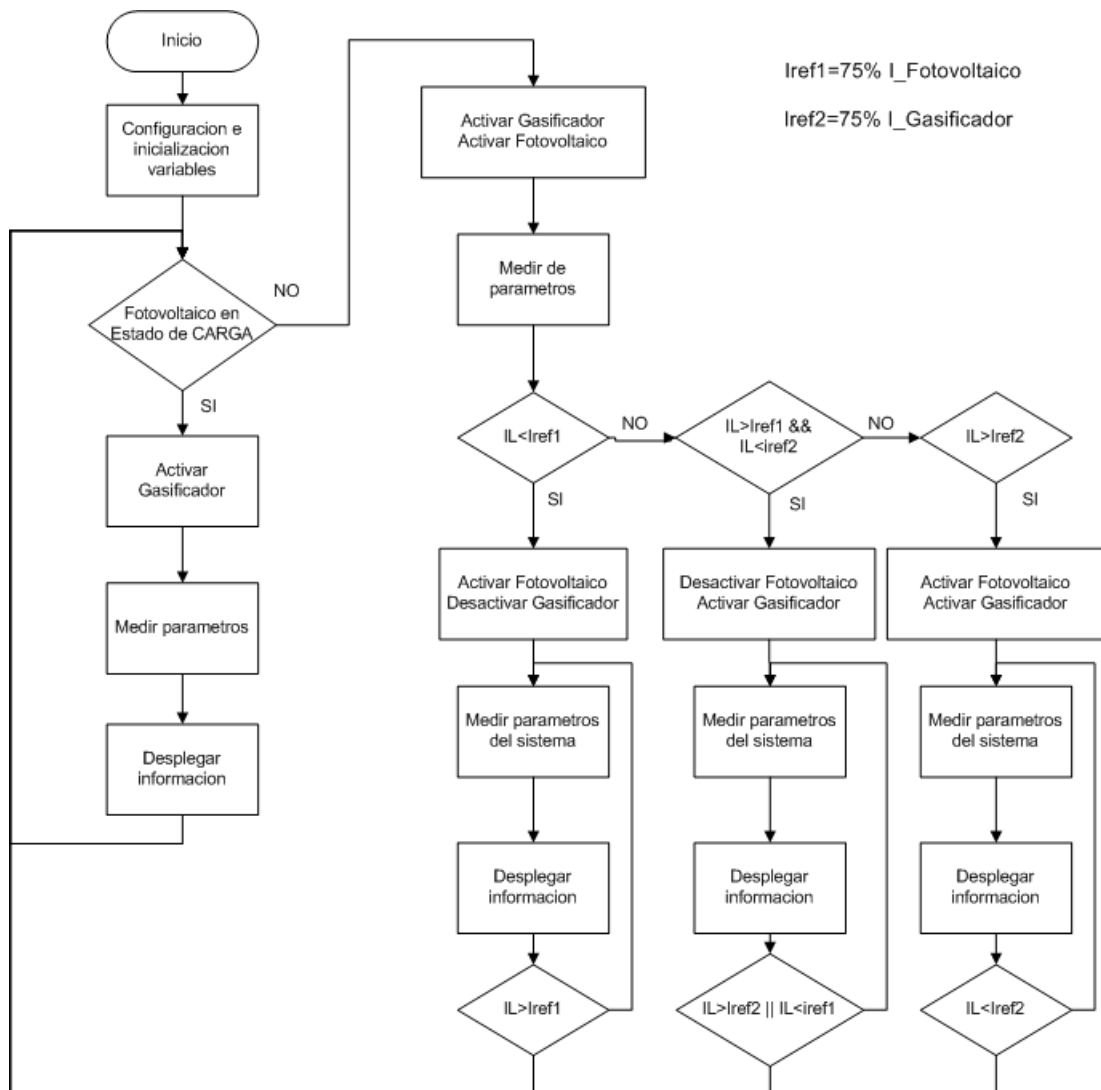 Inicio
Configuracion e
inicializacion
variables
Fotovoltaico en
Estado de CARGA
NO
SI
Activar
Gasificador
Medir parametros
Desplegar
informacion
Activar Gasificador
Activar Fotovoltaico
Medir de
parametros
Iref1=75% I_Fotovoltaico
Iref2=75% I_Gasificador
IL<Iref1
NO
SI
IL>Iref1 &&
IL<iref2
NO
SI
IL>Iref2
SI
Activar Fotovoltaico
Desactivar Gasificador
Medir parametros
del sistema
Desplegar
informacion
IL>Iref1
Desactivar Fotovoltaico
Activar Gasificador
Medir parametros
del sistema
Desplegar
informacion
IL>Iref2 || IL<iref1
Activar Fotovoltaico
Activar Gasificador
Medir parametros
del sistema
Desplegar
informacion
IL<Iref2